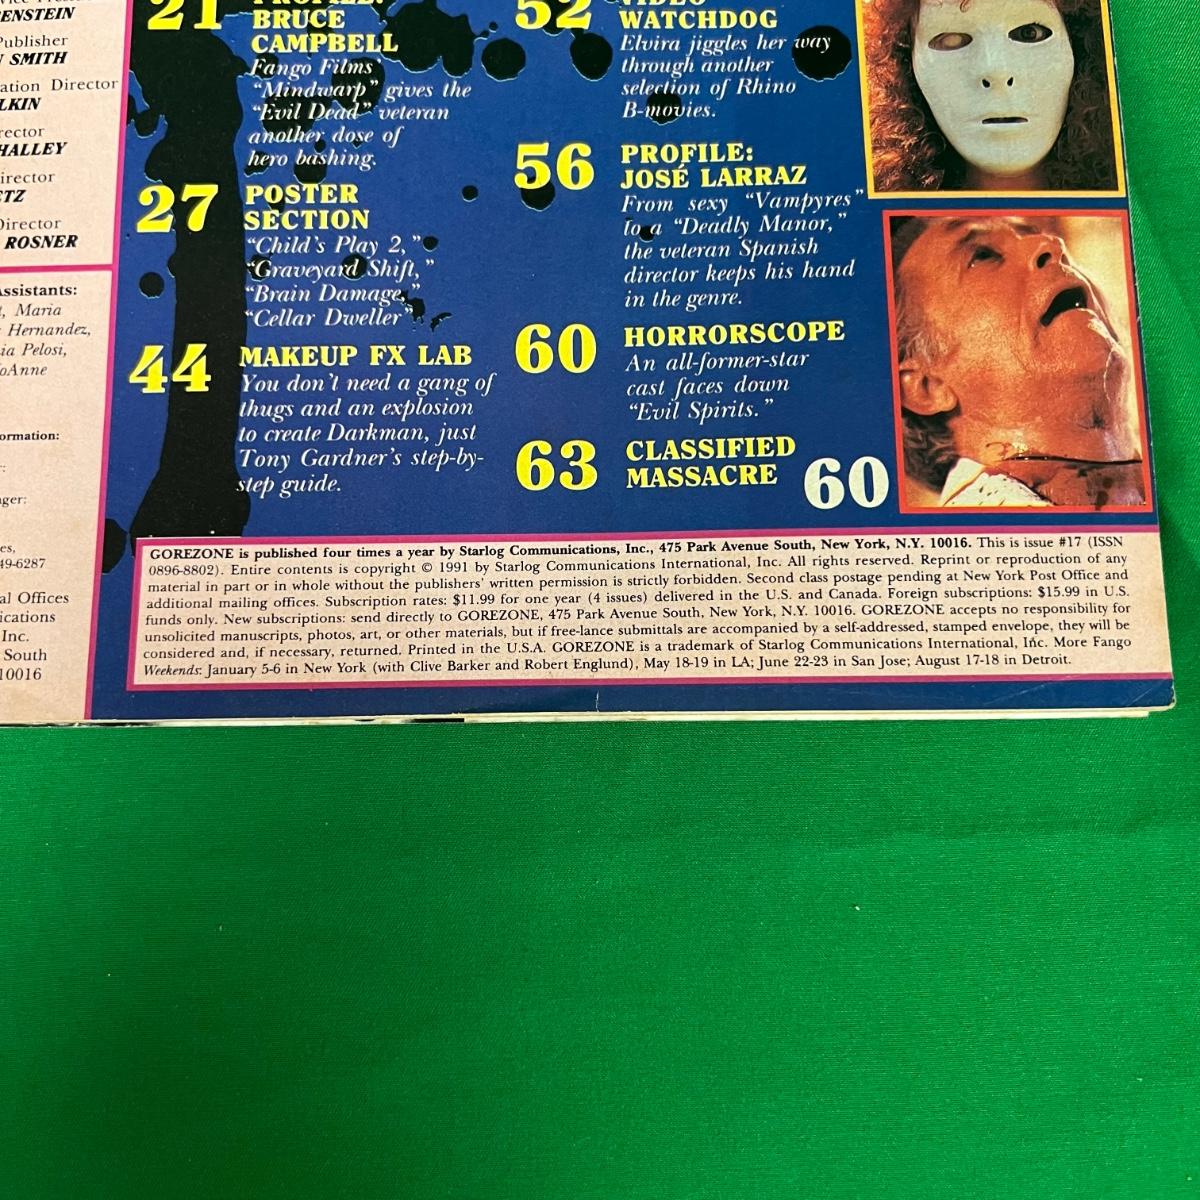 ENSTEIN
Publisher
SMITH
ation Director
LKIN
rector
HALLEY
irector
ETZ
Director
ROSNER
ssistants:
t, Maria
Hernandez,
ia Pelosi,
oAnne
ormation:
r:
ager:
es,
49-6287
al Offices
ications
Inc.
South
10016
21 PROFILE:
BRUCE
CAMPBELL
Fango Films'
"Mindwarp" gives the
"Evil Dead" veteran
another dose of
hero bashing.
27 POSTER
SECTION
"Child's Play 2,"
"Graveyard Shift,"
"Brain Damage,"
"Cellar Dweller"
44 MAKEUP FX LAB
You don't need a gang of
thugs and an explosion
to create Darkman, just
Tony Gardner's step-by-
step guide.
52 VIDEO
WATCHDOG
Elvira jiggles her way
through another
selection of Rhino
B-movies.
56 PROFILE:
JOSÉ LARRAZ
From sexy "Vampyres"
to a "Deadly Manor,"
the veteran Spanish
director keeps his hand
in the genre.
60 HORRORSCOPE
An all-former-star
cast faces down
"Evil Spirits."
63 CLASSIFIED
MASSACRE
60
GOREZONE is published four times a year by Starlog Communications, Inc., 475 Park Avenue South, New York, N.Y. 10016. This is issue #17 (ISSN
0896-8802). Entire contents is copyright © 1991 by Starlog Communications International, Inc. All rights reserved. Reprint or reproduction of any
material in part or in whole without the publishers' written permission is strictly forbidden. Second class postage pending at New York Post Office and
additional mailing offices. Subscription rates: $11.99 for one year (4 issues) delivered in the U.S. and Canada. Foreign subscriptions: $15.99 in U.S.
funds only. New subscriptions: send directly to GOREZONE, 475 Park Avenue South, New York, N.Y. 10016. GOREZONE accepts no responsibility for
unsolicited manuscripts, photos, art, or other materials, but if free-lance submittals are accompanied by a self-addressed, stamped envelope, they will be
considered and, if necessary, returned. Printed in the U.S.A. GOREZONE is a trademark of Starlog Communications International, Inc. More Fango
Weekends: January 5-6 in New York (with Clive Barker and Robert Englund), May 18-19 in LA; June 22-23 in San Jose; August 17-18 in Detroit.